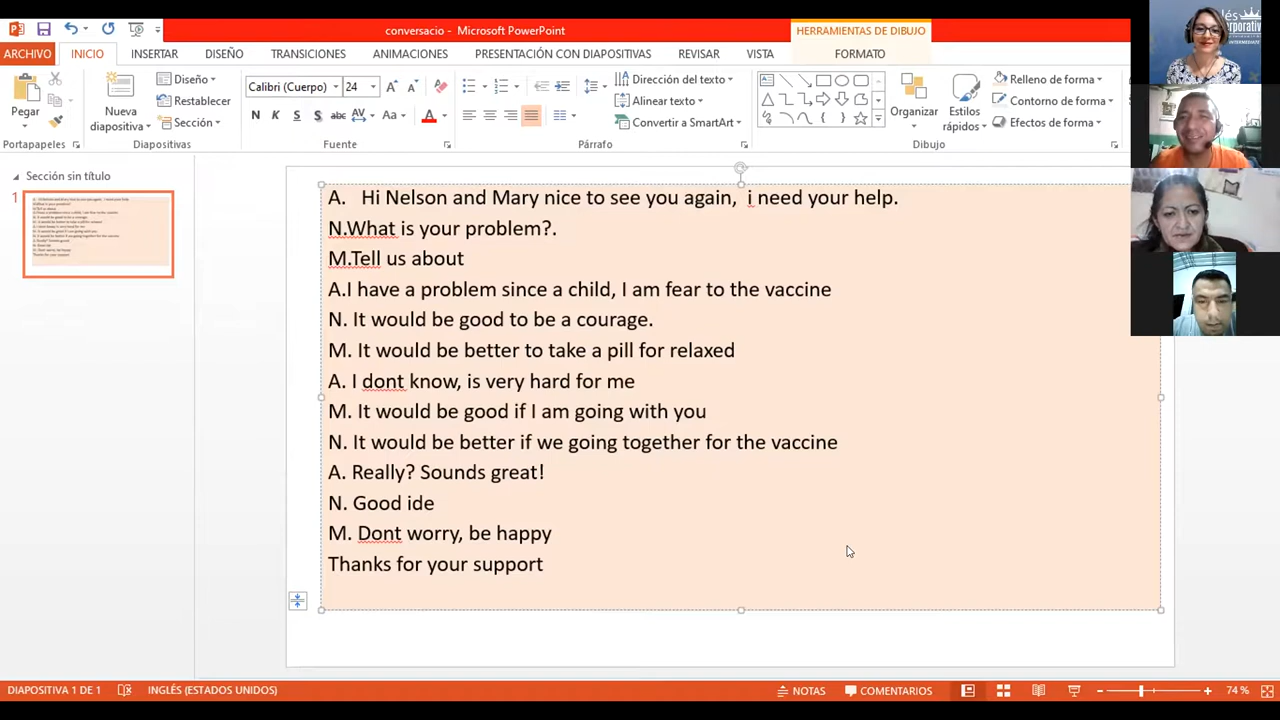 conversacio - Microsoft PowerPoint
HERRAMIENTAS DE DIBUJO
ARCHIVO
INICIO
INSERTAR
DISEÑO
TRANSICIONES
ANIMACIONES
PRESENTACIÓN CON DIAPOSITIVAS
REVISAR
VISTA
FORMATO
Pegar
Nueva diapositiva
Diseño
Restablecer
Sección
Calibri (Cuerpo)
24
N K S abc AV Aa A
Dirección del texto
Alinear texto
Convertir a SmartArt
Organizar
Estilos rápidos
Relleno de forma
Contorno de forma
Efectos de forma
Portapapeles
Diapositivas
Fuente
Párrafo
Dibujo
Sección sin título
1
A. Hi Nelson and Mary nice to see you again, i need your help.
N.What is your problem?.
M.Tell us about
A.I have a problem since a child, I am fear to the vaccine
N. It would be good to be a courage.
M. It would be better to take a pill for relaxed
A. I dont know, is very hard for me
M. It would be good if I am going with you
N. It would be better if we going together for the vaccine
A. Really? Sounds great!
N. Good ide
M. Dont worry, be happy
Thanks for your support
DIAPOSITIVA 1 DE 1
INGLÉS (ESTADOS UNIDOS)
NOTAS
COMENTARIOS
74 %